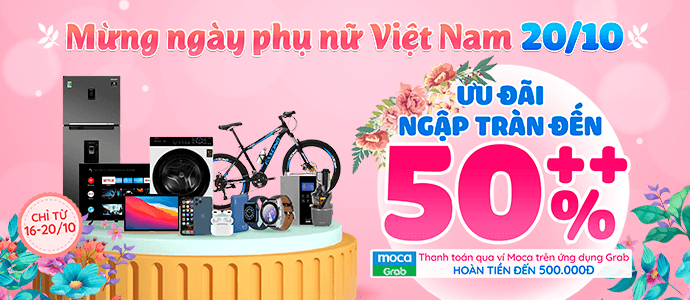 Mừng ngày phụ nữ Việt Nam 20/10
ƯU ĐÃI
NGẬP TRÀN ĐẾN
50++%
CHỈ TỪ
16-20/10
moca
Grab
Thanh toán qua ví Moca trên ứng dụng Grab
HOÀN TIỀN ĐẾN 500.000Đ